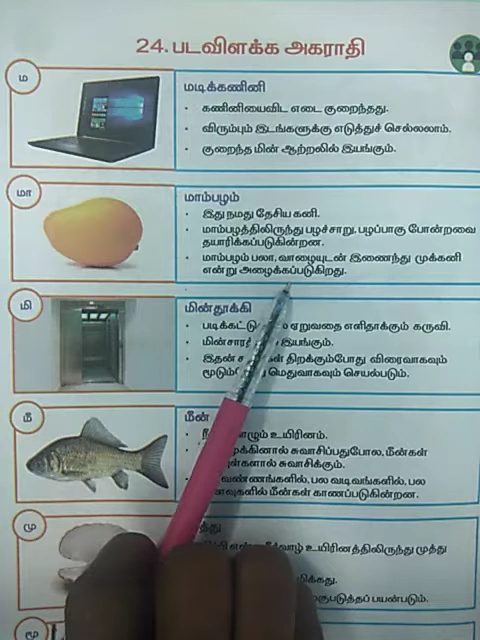 24. படவிளக்க அகராதி
ம
மடிக்கணினி
• கணினியைவிட எடை குறைந்தது.
• விரும்பும் இடங்களுக்கு எடுத்துச் செல்லலாம்.
• குறைந்த மின் ஆற்றலில் இயங்கும்.
மா
மாம்பழம்
• இது நமது தேசிய கனி.
• மாம்பழத்திலிருந்து பழச்சாறு, பழப்பாகு போன்றவை
தயாரிக்கப்படுகின்றன.
• மாம்பழம் பலா, வாழையுடன் இணைந்து முக்கனி
என்று அழைக்கப்படுகிறது.
மி
மின்தூக்கி
• ஏறுவதை எளிதாக்கும் கருவி.
• இயங்கும்.
• இதன் திறக்கும்போது விரைவாகவும்
மெதுவாகவும் செயல்படும்.
மீ
மீன்
உயிரினம்.
சுவாசிப்பதுபோல, மீன்கள்
சுவாசிக்கும்.
பல வடிவங்களில், பல
மீன்கள் காணப்படுகின்றன.
மு
உயிரினத்திலிருந்து முத்து
பயன்படும்.
மூ